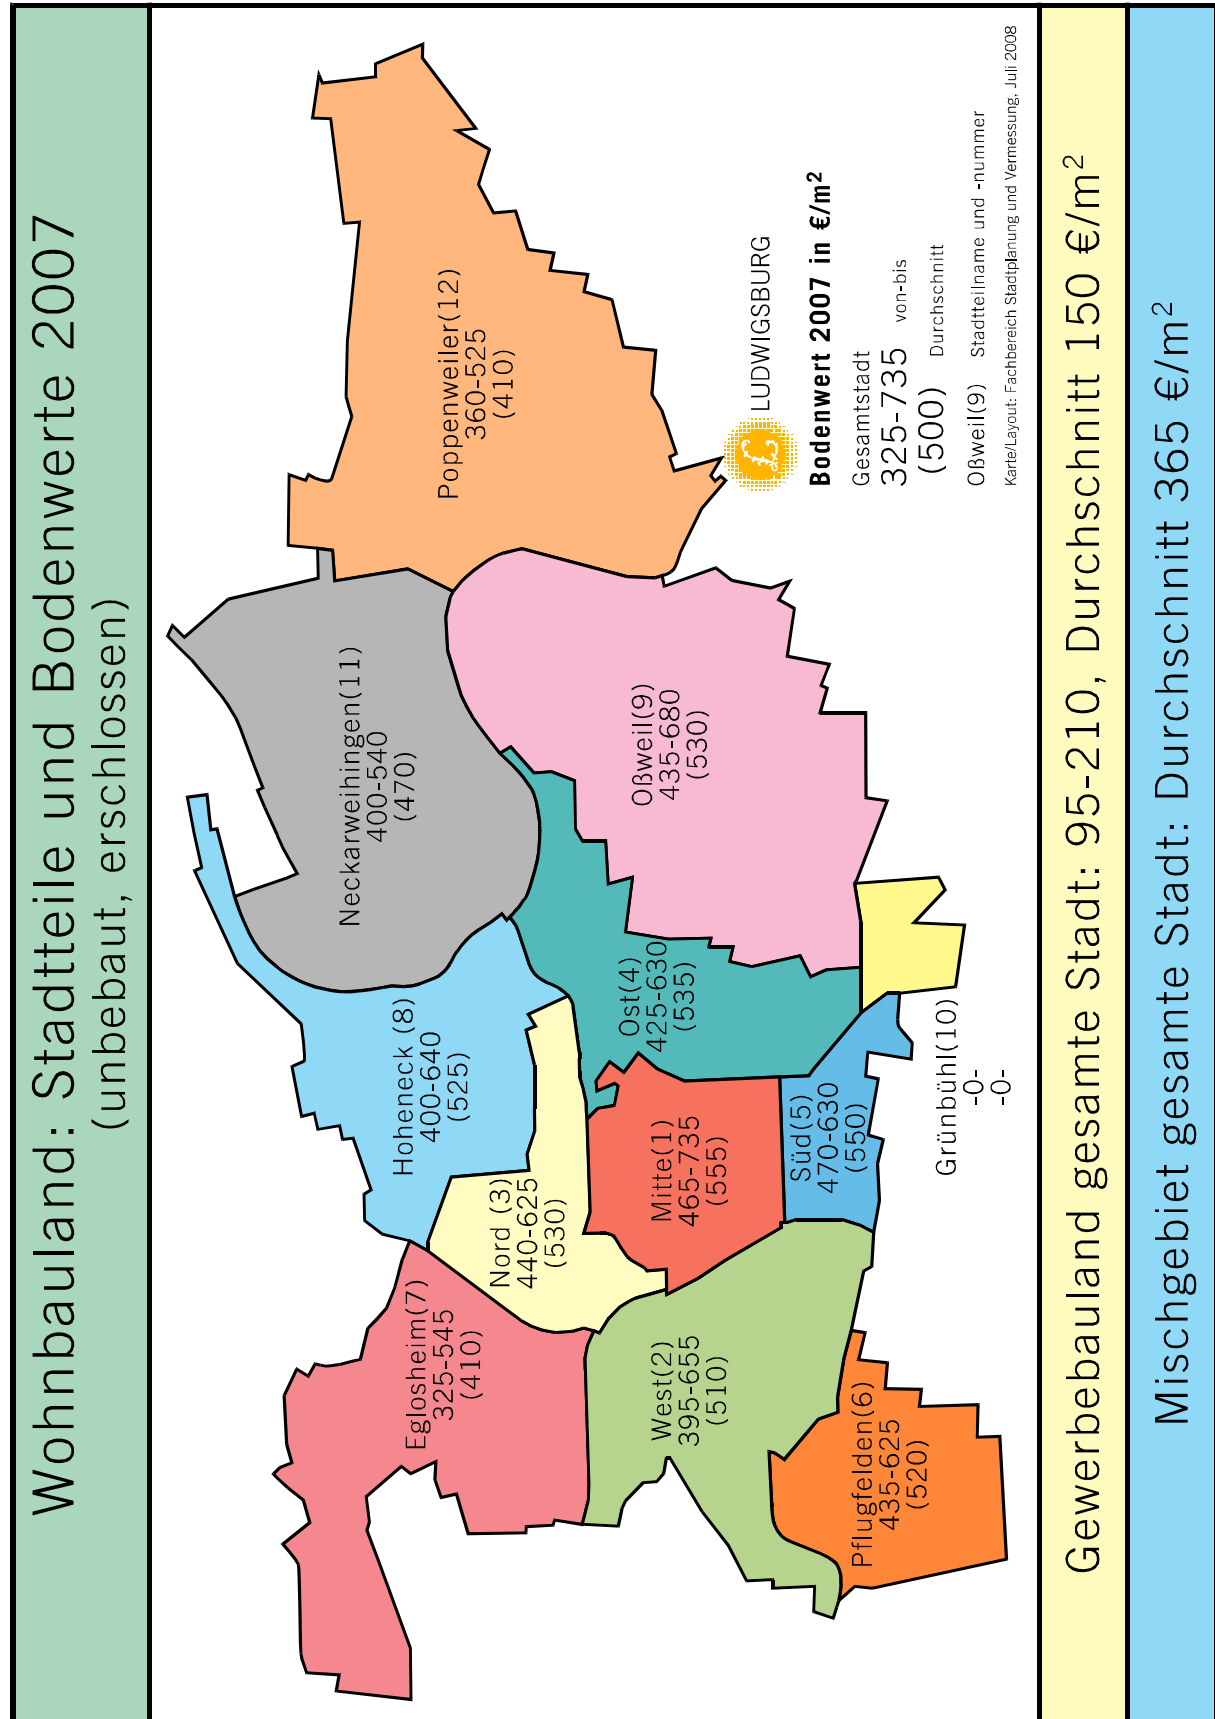 Wohnbauland: Stadtteile und Bodenwerte 2007
(unbebaut, erschlossen)
Poppenweiler(12)
360-525
(410)
Neckarweihingen(11)
400-540
(470)
Hoheneck (8)
400-640
(525)
Eglosheim(7)
325-545
(410)
Nord (3)
440-625
(530)
Oßweil(9)
435-680
(530)
Ost(4)
425-630
(535)
Mitte(1)
465-735
(555)
West(2)
395-655
(510)
Süd(5)
470-630
(550)
Pflugfelden(6)
435-625
(520)
Grünbühl(10)
-0-
-0-
LUDWIGSBURG
Bodenwert 2007 in €/m²
Gesamtstadt
325-735 von-bis
(500) Durchschnitt
Oßweil(9) Stadtteilname und -nummer
Karte/Layout: Fachbereich Stadtplanung und Vermessung, Juli 2008
Gewerbebauland gesamte Stadt: 95-210, Durchschnitt 150 €/m²
Mischgebiet gesamte Stadt: Durchschnitt 365 €/m²